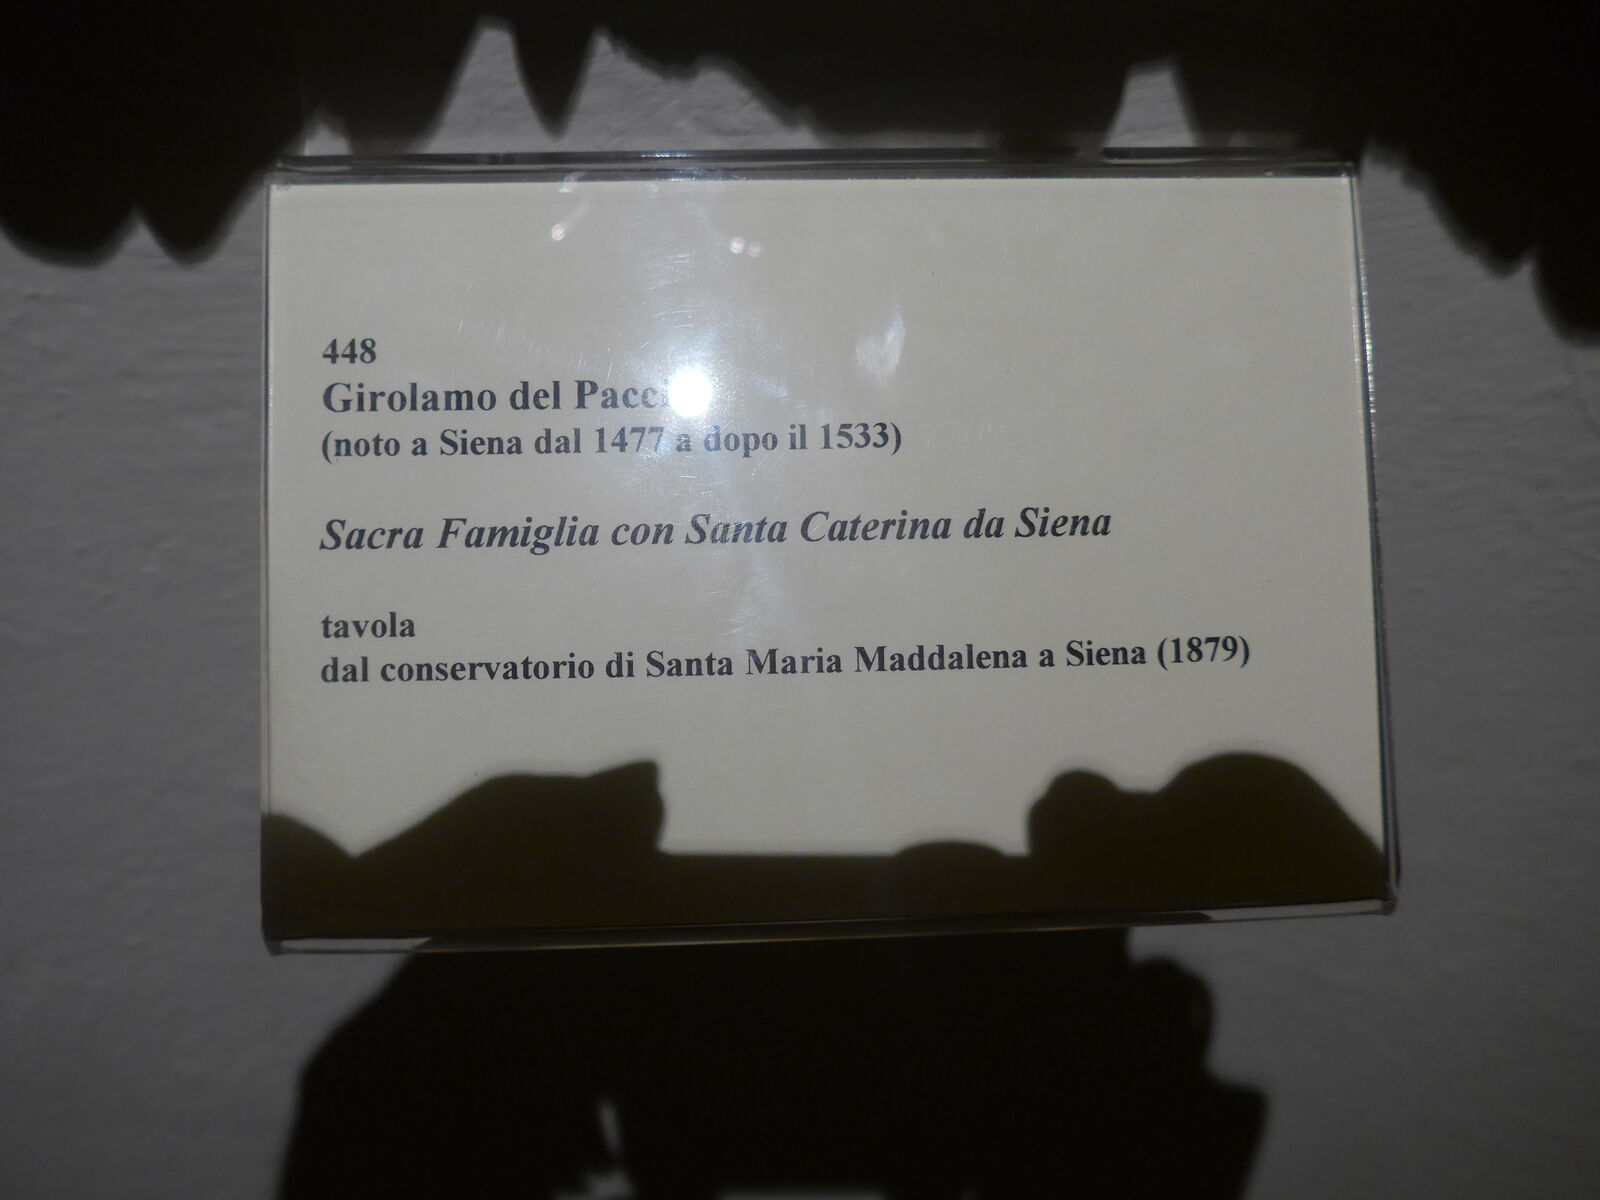 448
Girolamo del
(noto a Siena dal 1477 a dopo il 1533)
Sacra Famiglia con Santa Caterina da Siena
tavola
dal conservatorio di Santa Maria Maddalena a Siena (1879)